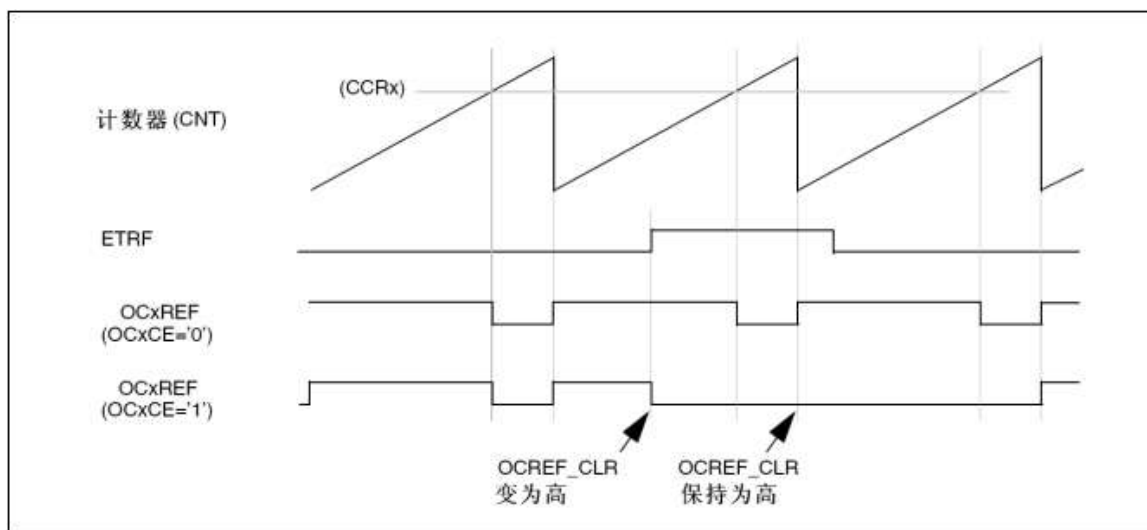 (CCRx)
计数器(CNT)
ETRF
OCxREF
(OCxCE='0')
OCxREF
(OCxCE='1')
OCREF_CLR
变为高
OCREF_CLR
保持为高